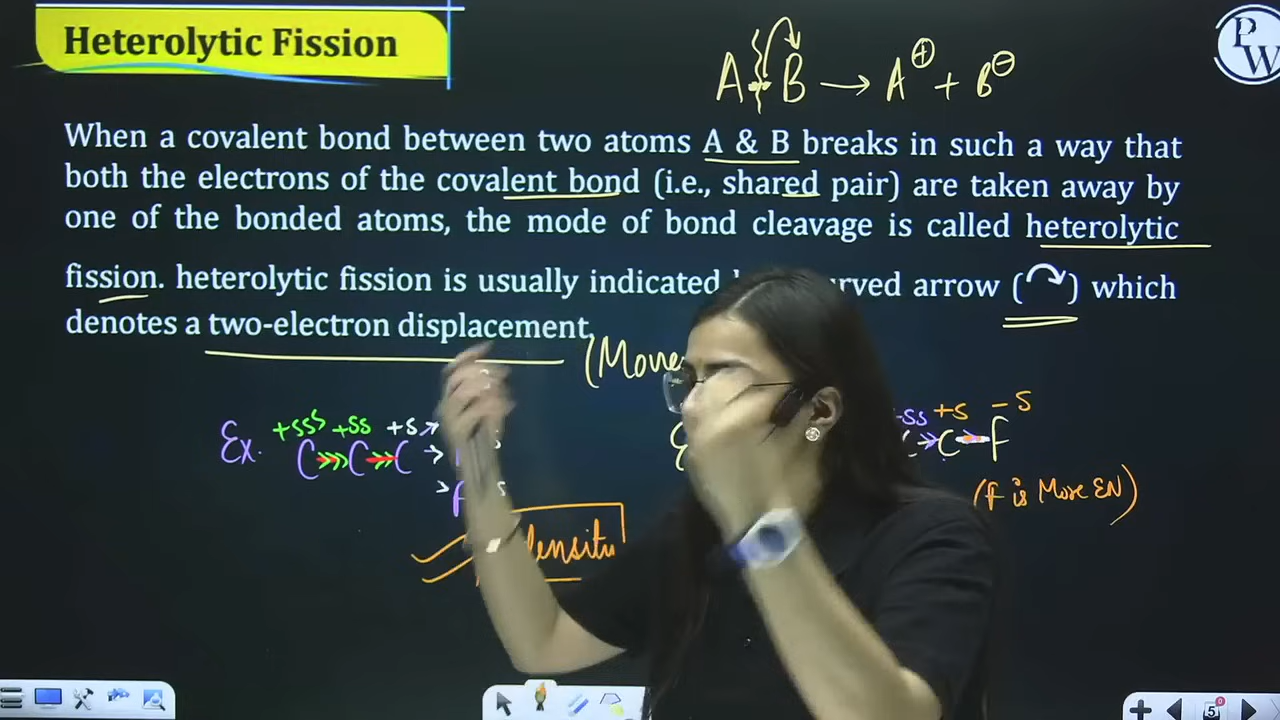 Heterolytic Fission
A B → A⊕ + B⊖
PW
When a covalent bond between two atoms A & B breaks in such a way that
both the electrons of the covalent bond (i.e., shared pair) are taken away by
one of the bonded atoms, the mode of bond cleavage is called heterolytic
fission. heterolytic fission is usually indicated arrow (↷) which
denotes a two-electron displacement.
Ex. +sss +ss +s
C C C
-ss +s -s
C F
(F is More EN)
5